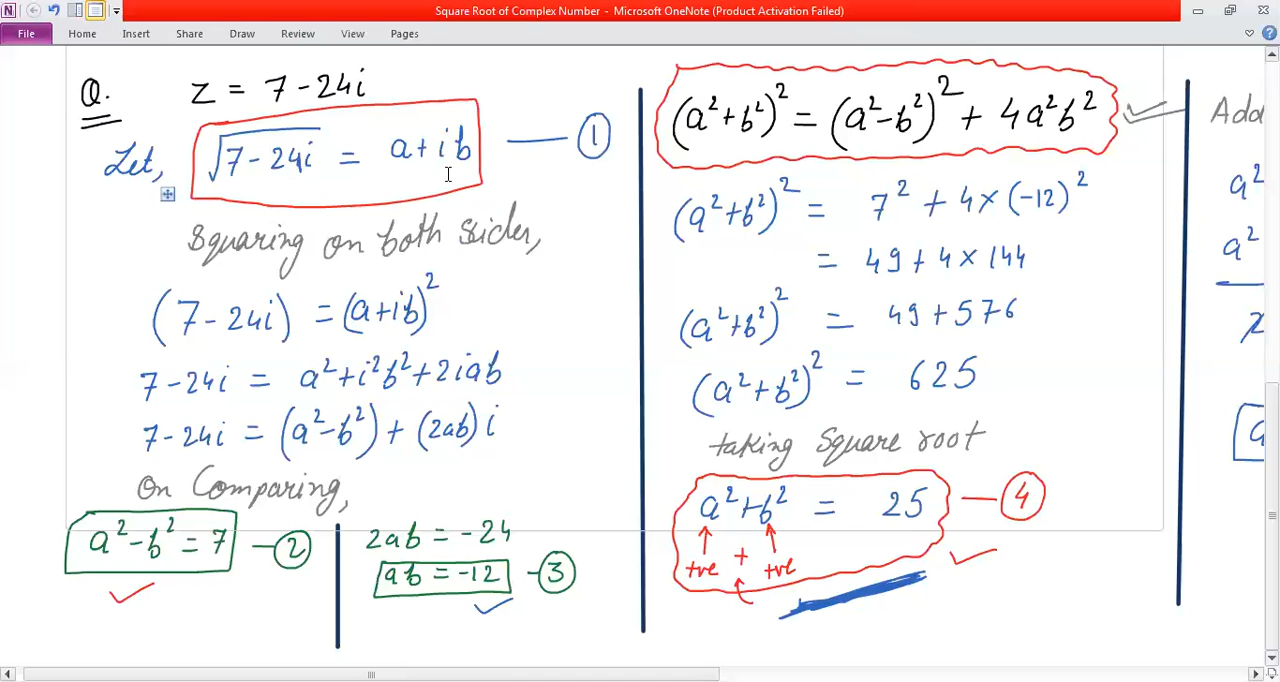 Square Root of Complex Number - Microsoft OneNote (Product Activation Failed)
File Home Insert Share Draw Review View Pages
Q. z = 7 - 24i
Let, √7 - 24i = a + ib — 1
Squaring on both sides,
(7 - 24i) = (a + ib)²
7 - 24i = a² + i²b² + 2iab
7 - 24i = (a² - b²) + (2ab) i
On Comparing,
a² - b² = 7 — 2
2ab = -24
ab = -12 — 3
(a² + b²)² = (a² - b²)² + 4a²b²
(a² + b²)² = 7² + 4 × (-12)²
= 49 + 4 × 144
(a² + b²)² = 49 + 576
(a² + b²)² = 625
taking Square root
a² + b² = 25 — 4
+ve + +ve
Add
a²
a²